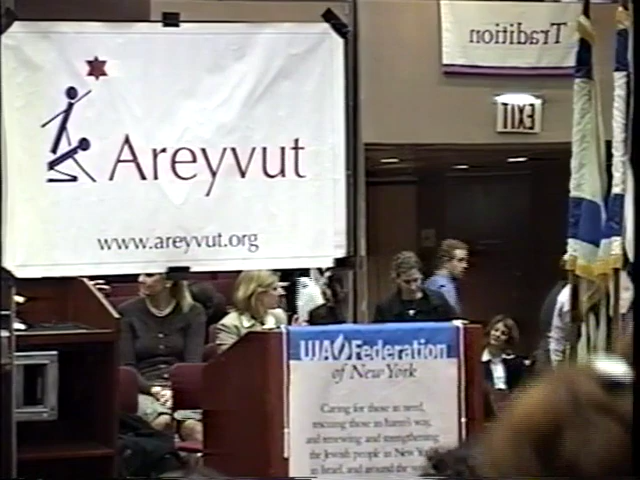 Areyvut
www.areyvut.org
Tradition
EXIT
UJA Federation
of New York
Caring for those in need,
rescuing those in harm's way,
and renewing and strengthening
the Jewish people in New York
in Israel, and around the